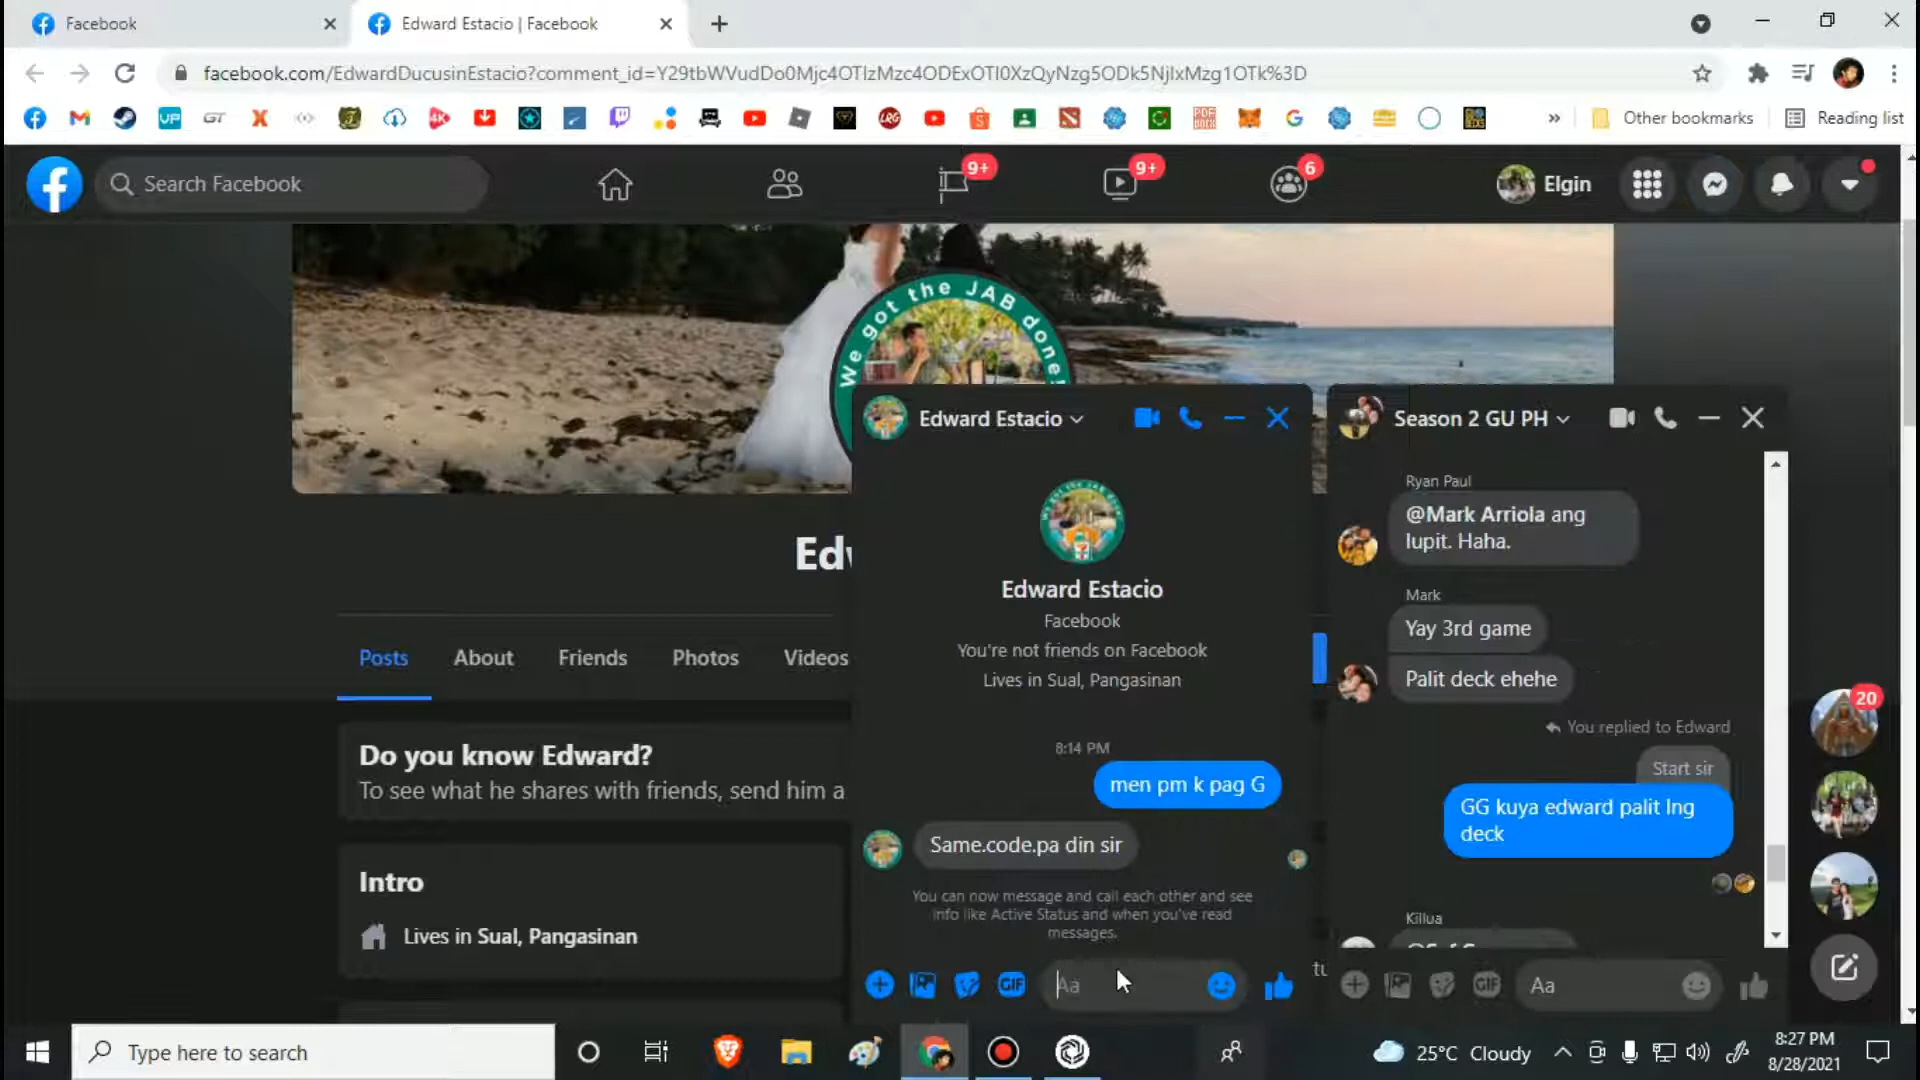 Facebook
Edward Estacio | Facebook
facebook.com/EdwardDucusinEstacio?comment_id=Y29tbWVudDo0Mjc4OTIzMzc4ODExOTI0XzQyNzg5ODk5NjIxMzg1OTk%3D
Other bookmarks
Reading list
Search Facebook
9+
9+
6
Elgin
We got the JAB done!
Edward Estacio
Facebook
You're not friends on Facebook
Lives in Sual, Pangasinan
8:14 PM
men pm k pag G
Same.code.pa din sir
You can now message and call each other and see
info like Active Status and when you've read
messages.
GIF
Aa
Edward Estacio
Season 2 GU PH
Ryan Paul
@Mark Arriola ang
lupit. Haha.
Mark
Yay 3rd game
Palit deck ehehe
You replied to Edward
Start sir
GG kuya edward palit lng
deck
Killua
GIF
Aa
20
Posts
About
Friends
Photos
Videos
Do you know Edward?
To see what he shares with friends, send him a
Intro
Lives in Sual, Pangasinan
Type here to search
25°C Cloudy
8:27 PM
8/28/2021